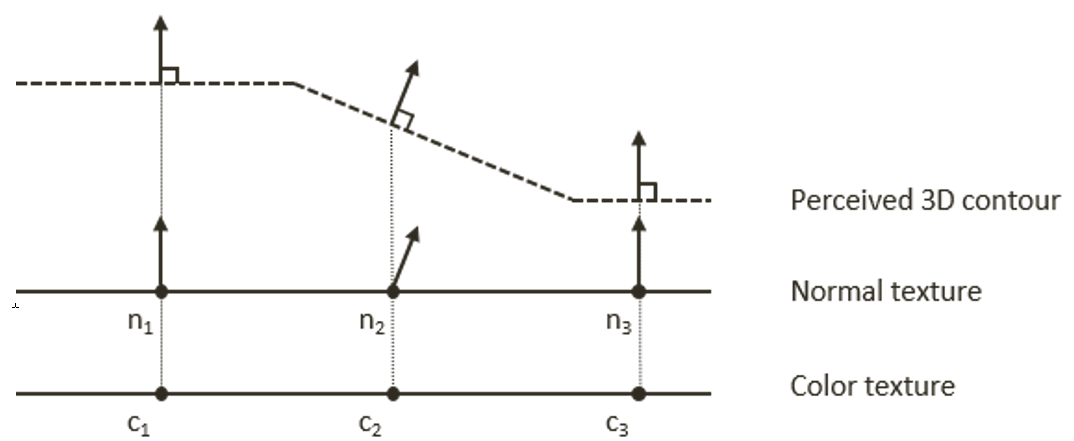 Perceived 3D contour
Normal texture
n₁ n₂ n₃
Color texture
c₁ c₂ c₃